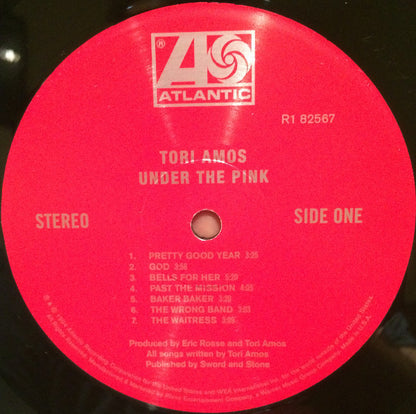 ®
ATLANTIC
R1 82567
TORI AMOS
UNDER THE PINK
STEREO
SIDE ONE
1. PRETTY GOOD YEAR 3:25
2. GOD 3:58
3. BELLS FOR HER 5:20
4. PAST THE MISSION 4:05
5. BAKER BAKER 3:20
6. THE WRONG BAND 3:03
7. THE WAITRESS 3:09
Produced by Eric Rosse and Tori Amos
All songs written by Tori Amos
Published by Sword and Stone